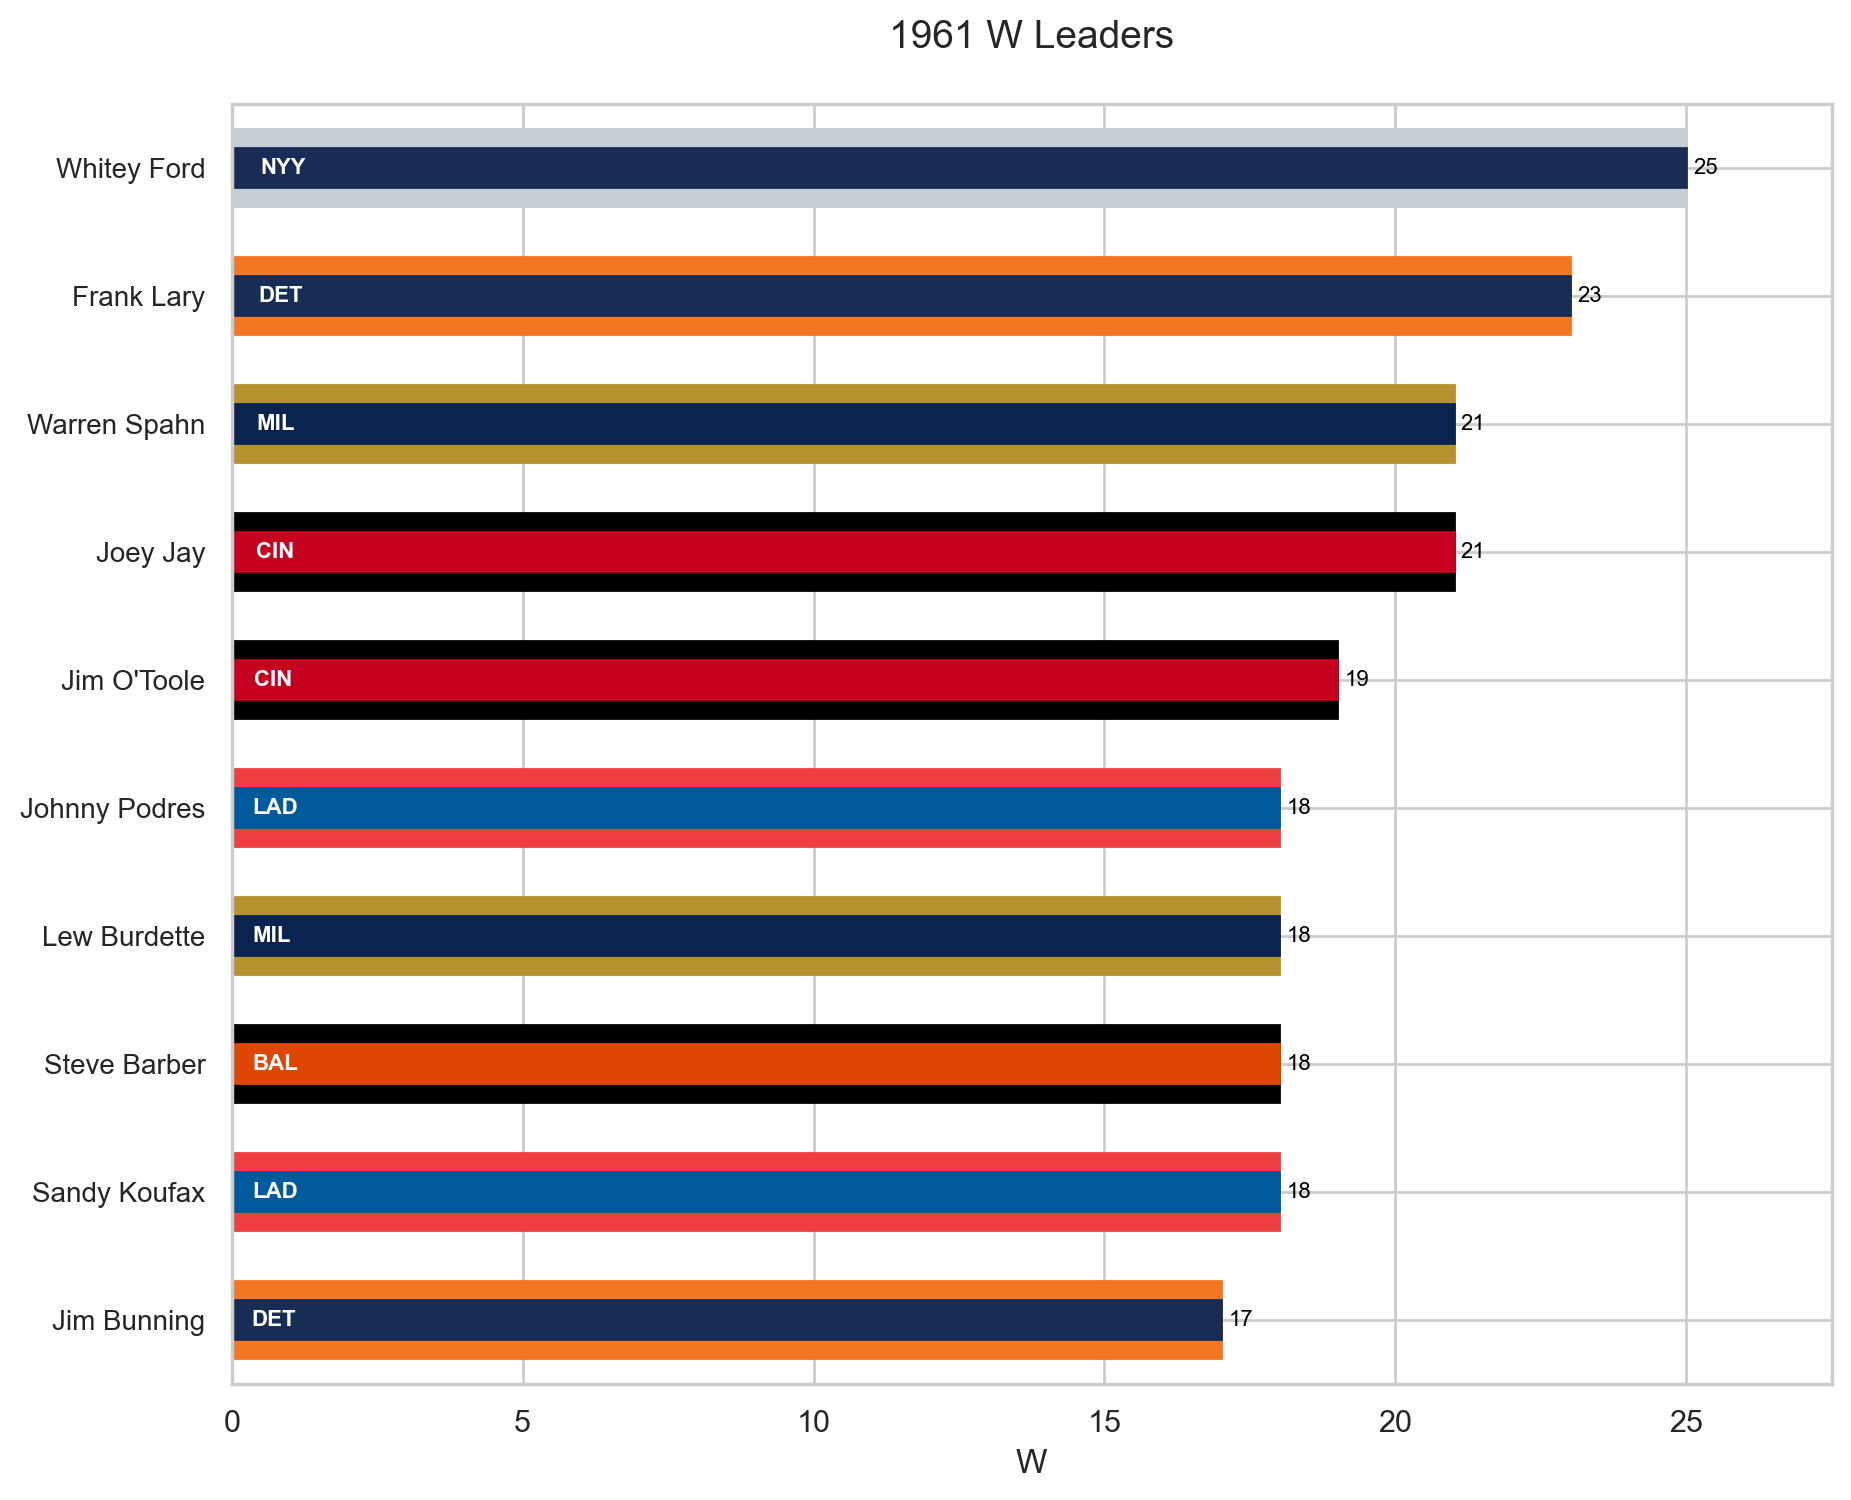 1961 W Leaders
Whitey Ford NYY 25
Frank Lary DET 23
Warren Spahn MIL 21
Joey Jay CIN 21
Jim O'Toole CIN 19
Johnny Podres LAD 18
Lew Burdette MIL 18
Steve Barber BAL 18
Sandy Koufax LAD 18
Jim Bunning DET 17
0 5 10 15 20 25
W